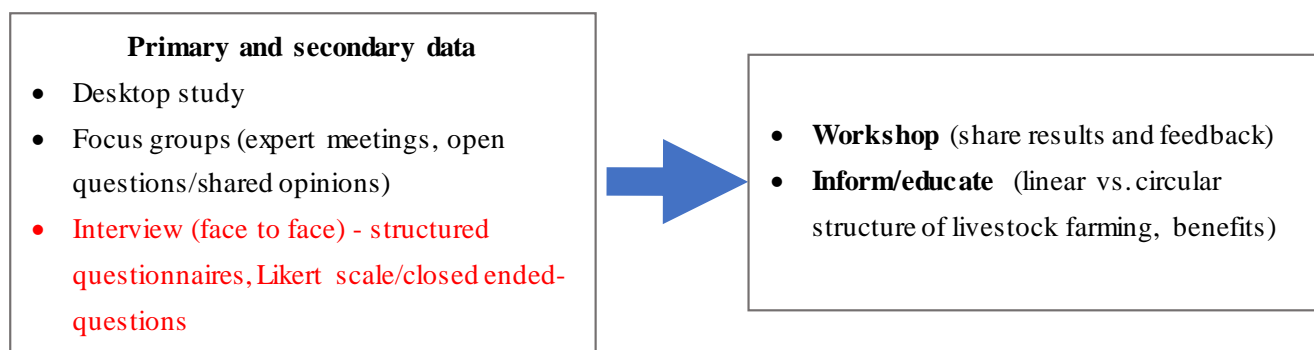 Primary and secondary data
• Desktop study
• Focus groups (expert meetings, open
questions/shared opinions)
• Interview (face to face) - structured
questionnaires, Likert scale/closed ended-
questions
• Workshop (share results and feedback)
• Inform/educate (linear vs. circular
structure of livestock farming, benefits)